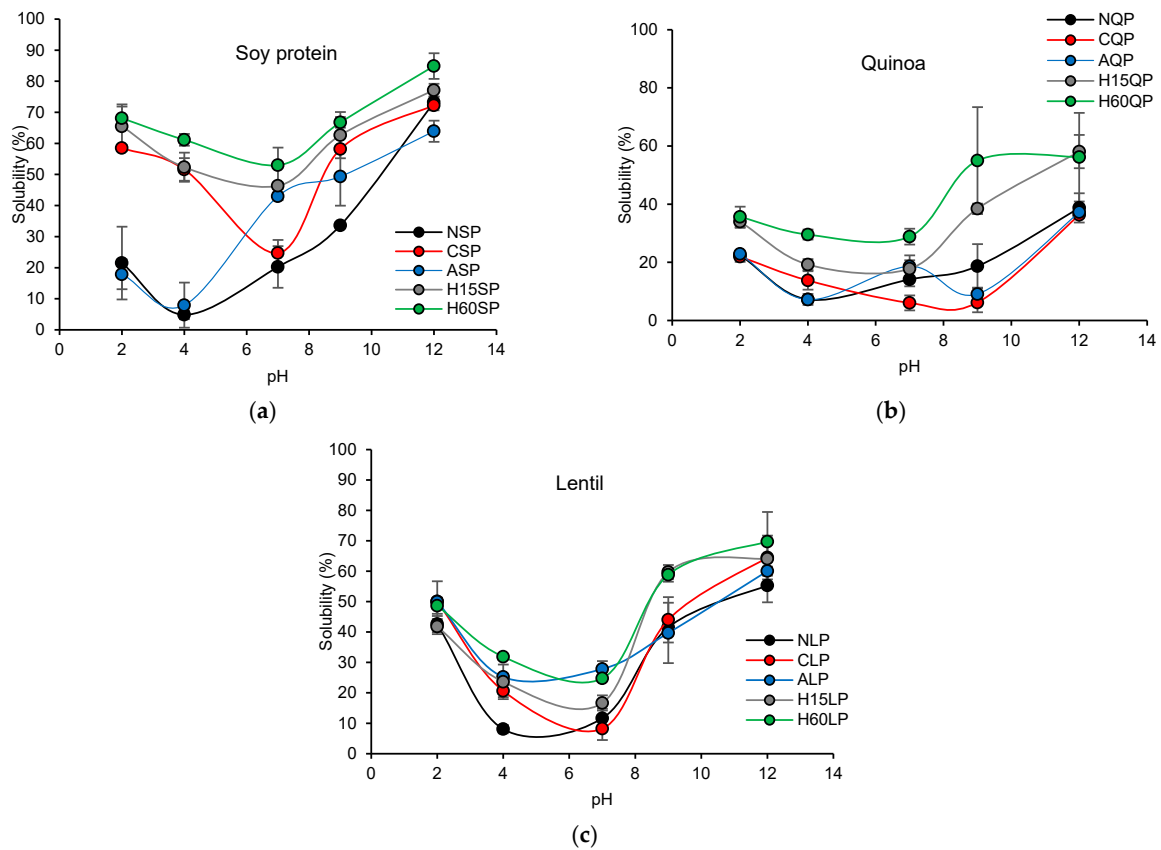 Soy protein
Solubility (%)
100
90
80
70
60
50
40
30
20
10
0
0 2 4 6 8 10 12 14
pH
NSP
CSP
ASP
H15SP
H60SP
(a)
Quinoa
Solubility (%)
100
80
60
40
20
0
0 2 4 6 8 10 12 14
pH
NQP
CQP
AQP
H15QP
H60QP
(b)
Lentil
Solubility (%)
100
90
80
70
60
50
40
30
20
10
0
0 2 4 6 8 10 12 14
pH
NLP
CLP
ALP
H15LP
H60LP
(c)